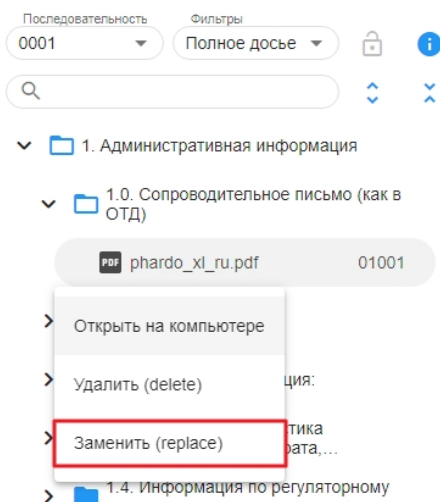 Последовательность
Фильтры
0001
Полное досье
1. Административная информация
1.0. Сопроводительное письмо (как в
ОТД)
PDF phardo_xl_ru.pdf 01001
Открыть на компьютере
Удалить (delete)
ция:
Заменить (replace)
тика
рата,…
1.4. Информация по регуляторному